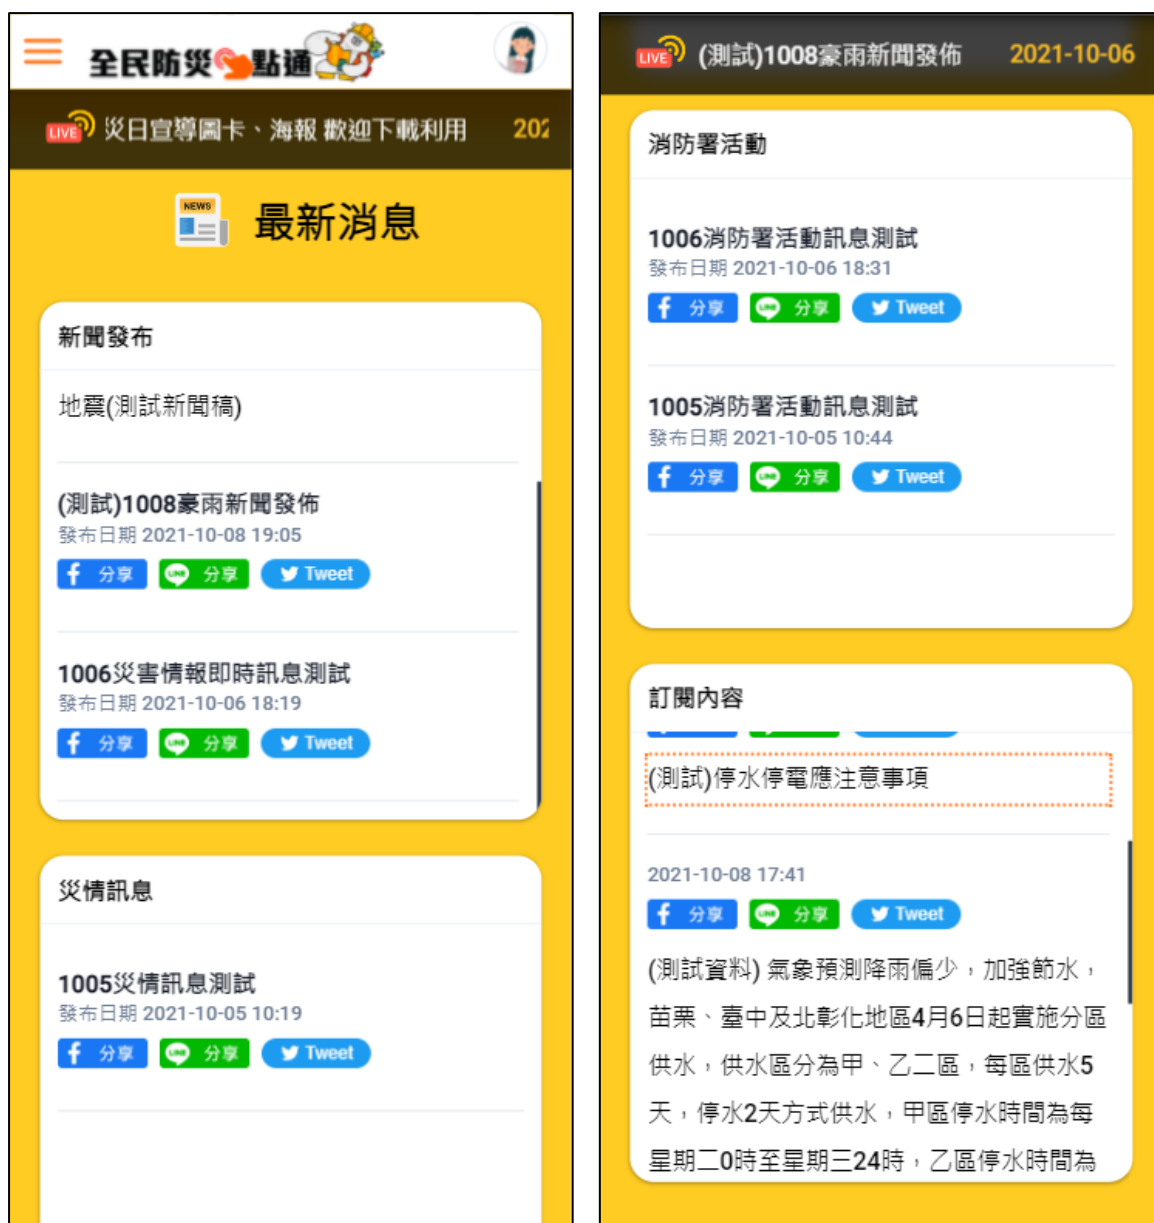 全民防災點通
LIVE 災日宣導圖卡、海報 歡迎下載利用 202
NEWS 最新消息
新聞發布
地震(測試新聞稿)
(測試)1008豪雨新聞發佈
發布日期 2021-10-08 19:05
分享 LINE 分享 Tweet
1006災害情報即時訊息測試
發布日期 2021-10-06 18:19
分享 LINE 分享 Tweet
災情訊息
1005災情訊息測試
發布日期 2021-10-05 10:19
分享 LINE 分享 Tweet
LIVE (測試)1008豪雨新聞發佈 2021-10-06
消防署活動
1006消防署活動訊息測試
發布日期 2021-10-06 18:31
分享 LINE 分享 Tweet
1005消防署活動訊息測試
發布日期 2021-10-05 10:44
分享 LINE 分享 Tweet
訂閱內容
(測試)停水停電應注意事項
2021-10-08 17:41
分享 LINE 分享 Tweet
(測試資料) 氣象預測降雨偏少，加強節水，
苗栗、臺中及北彰化地區4月6日起實施分區
供水，供水區分為甲、乙二區，每區供水5
天，停水2天方式供水，甲區停水時間為每
星期二0時至星期三24時，乙區停水時間為